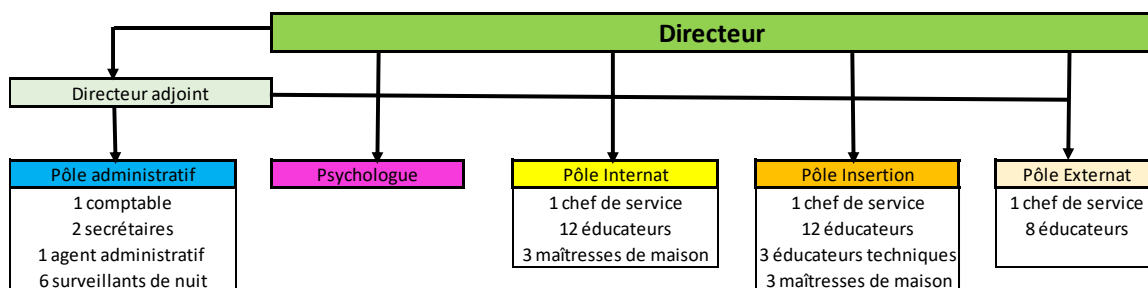 Directeur
Directeur adjoint
Pôle administratif
1 comptable
2 secrétaires
1 agent administratif
6 surveillants de nuit
Psychologue
Pôle Internat
1 chef de service
12 éducateurs
3 maîtresses de maison
Pôle Insertion
1 chef de service
12 éducateurs
3 éducateurs techniques
3 maîtresses de maison
Pôle Externat
1 chef de service
8 éducateurs